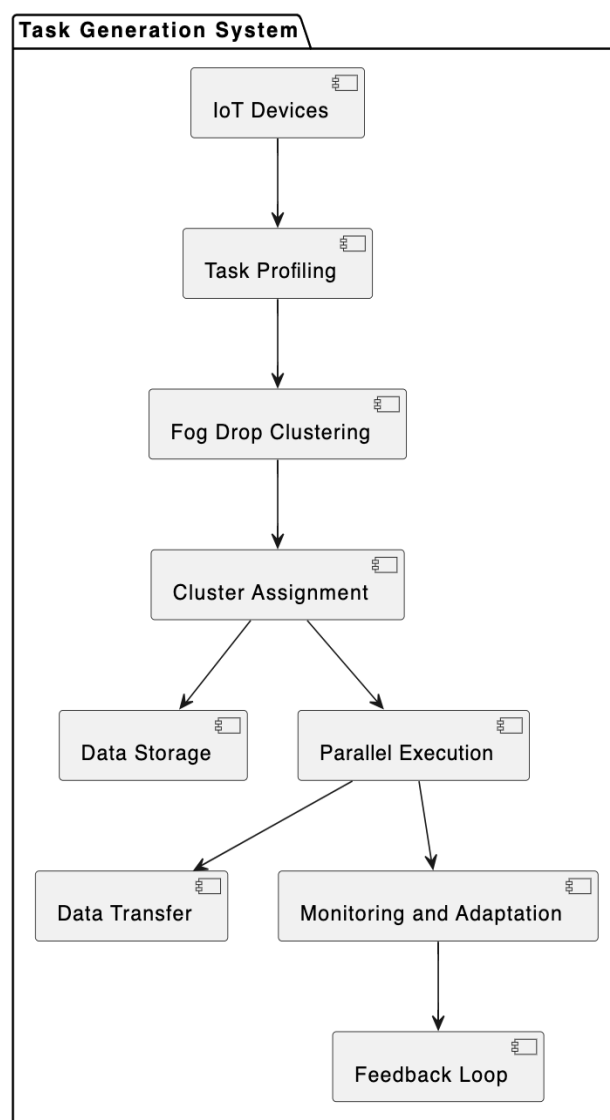 Task Generation System
IoT Devices
Task Profiling
Fog Drop Clustering
Cluster Assignment
Data Storage
Parallel Execution
Data Transfer
Monitoring and Adaptation
Feedback Loop